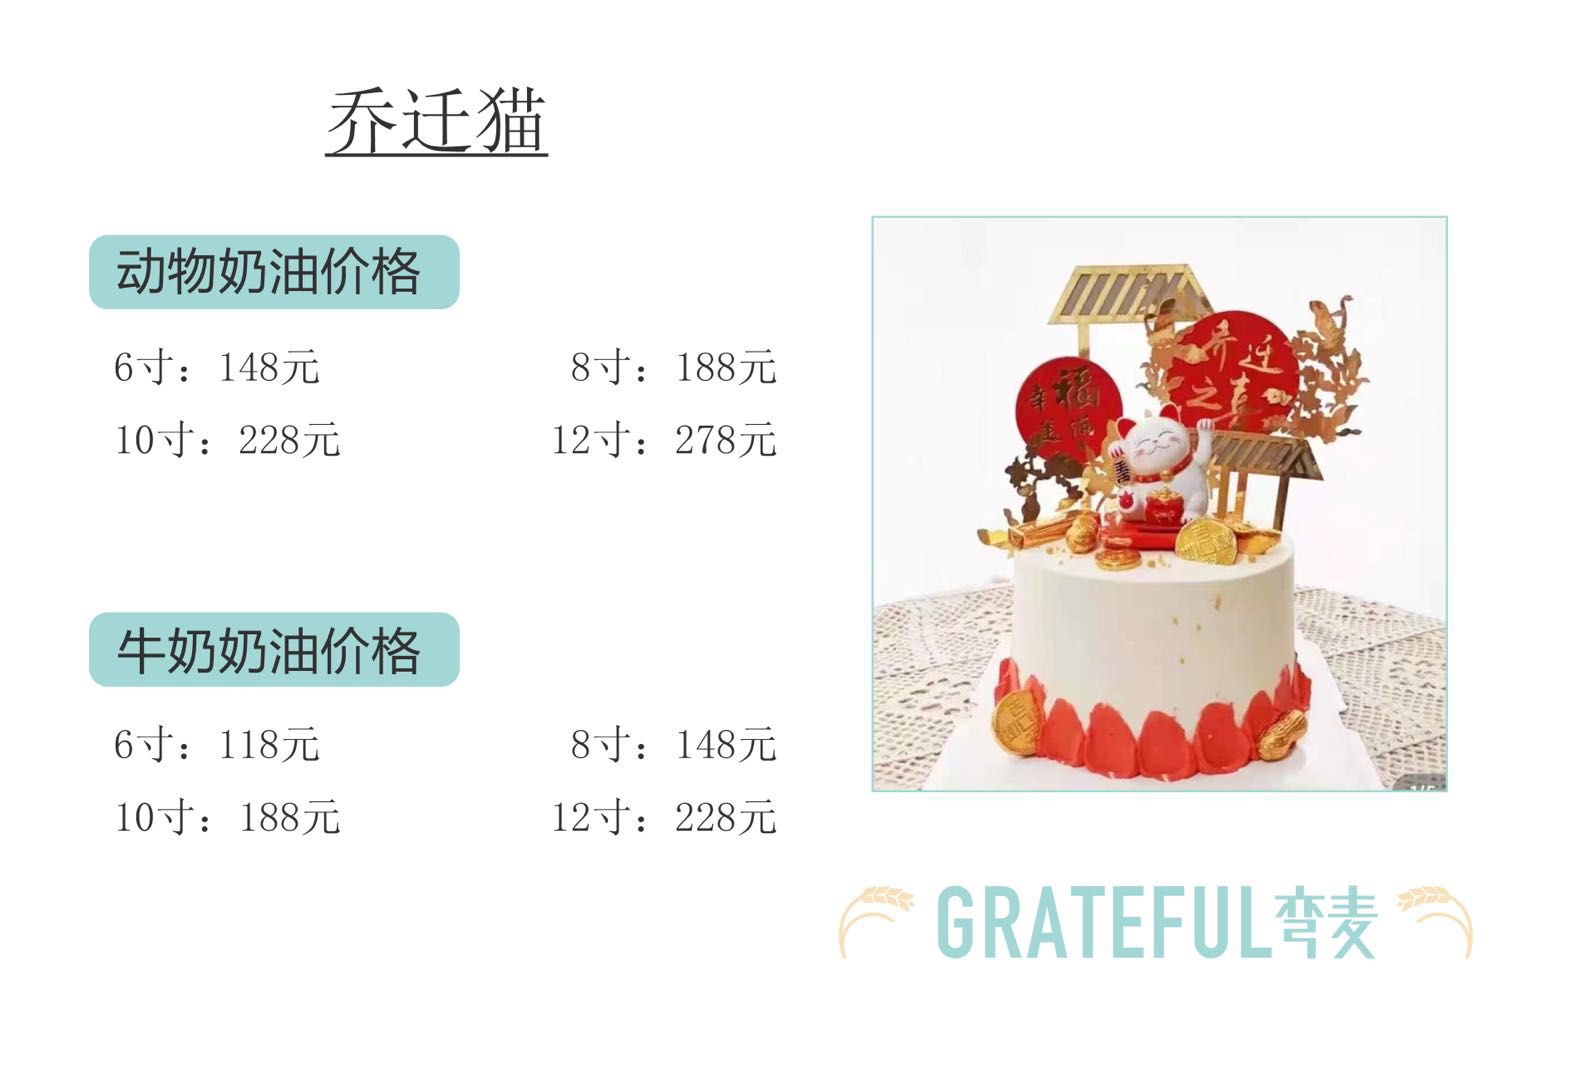 乔迁猫
动物奶油价格
6寸：148元
8寸：188元
10寸：228元
12寸：278元
牛奶奶油价格
6寸：118元
8寸：148元
10寸：188元
12寸：228元
乔迁
之喜
幸福
美满
GRATEFUL弯麦